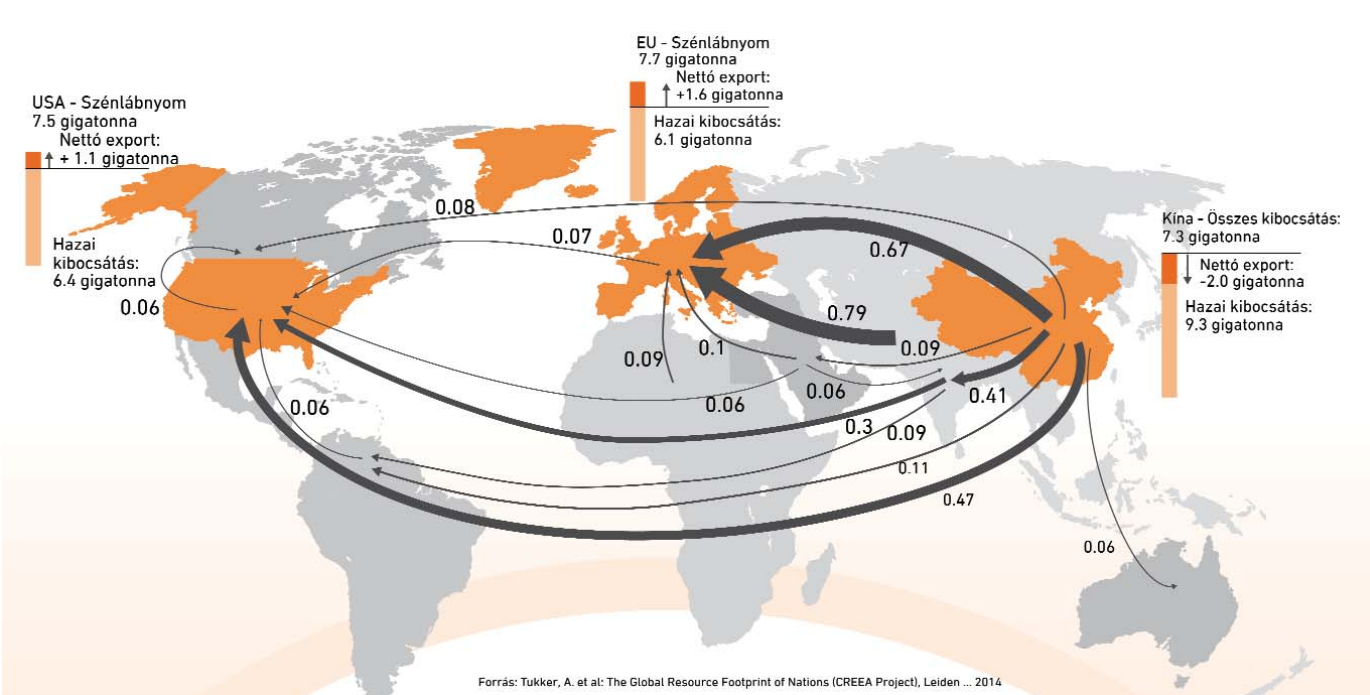 EU - Szénlábnyom
7.7 gigatonna
Nettó export:
+1.6 gigatonna
Hazai kibocsátás:
6.1 gigatonna
USA - Szénlábnyom
7.5 gigatonna
Nettó export:
+ 1.1 gigatonna
Hazai
kibocsátás:
6.4 gigatonna
Kína - Összes kibocsátás:
7.3 gigatonna
Nettó export:
-2.0 gigatonna
Hazai kibocsátás:
9.3 gigatonna
0.08
0.07
0.67
0.06
0.79
0.09
0.1
0.09
0.06
0.06
0.41
0.06
0.3
0.09
0.11
0.47
0.06
Forrás: Tukker, A. et al: The Global Resource Footprint of Nations (CREEA Project), Leiden ... 2014